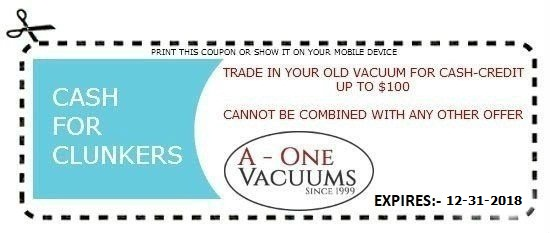 PRINT THIS COUPON OR SHOW IT ON YOUR MOBILE DEVICE
CASH
FOR
CLUNKERS
TRADE IN YOUR OLD VACUUM FOR CASH-CREDIT
UP TO $100
CANNOT BE COMBINED WITH ANY OTHER OFFER
A - ONE
VACUUMS
SINCE 1999
EXPIRES:- 12-31-2018